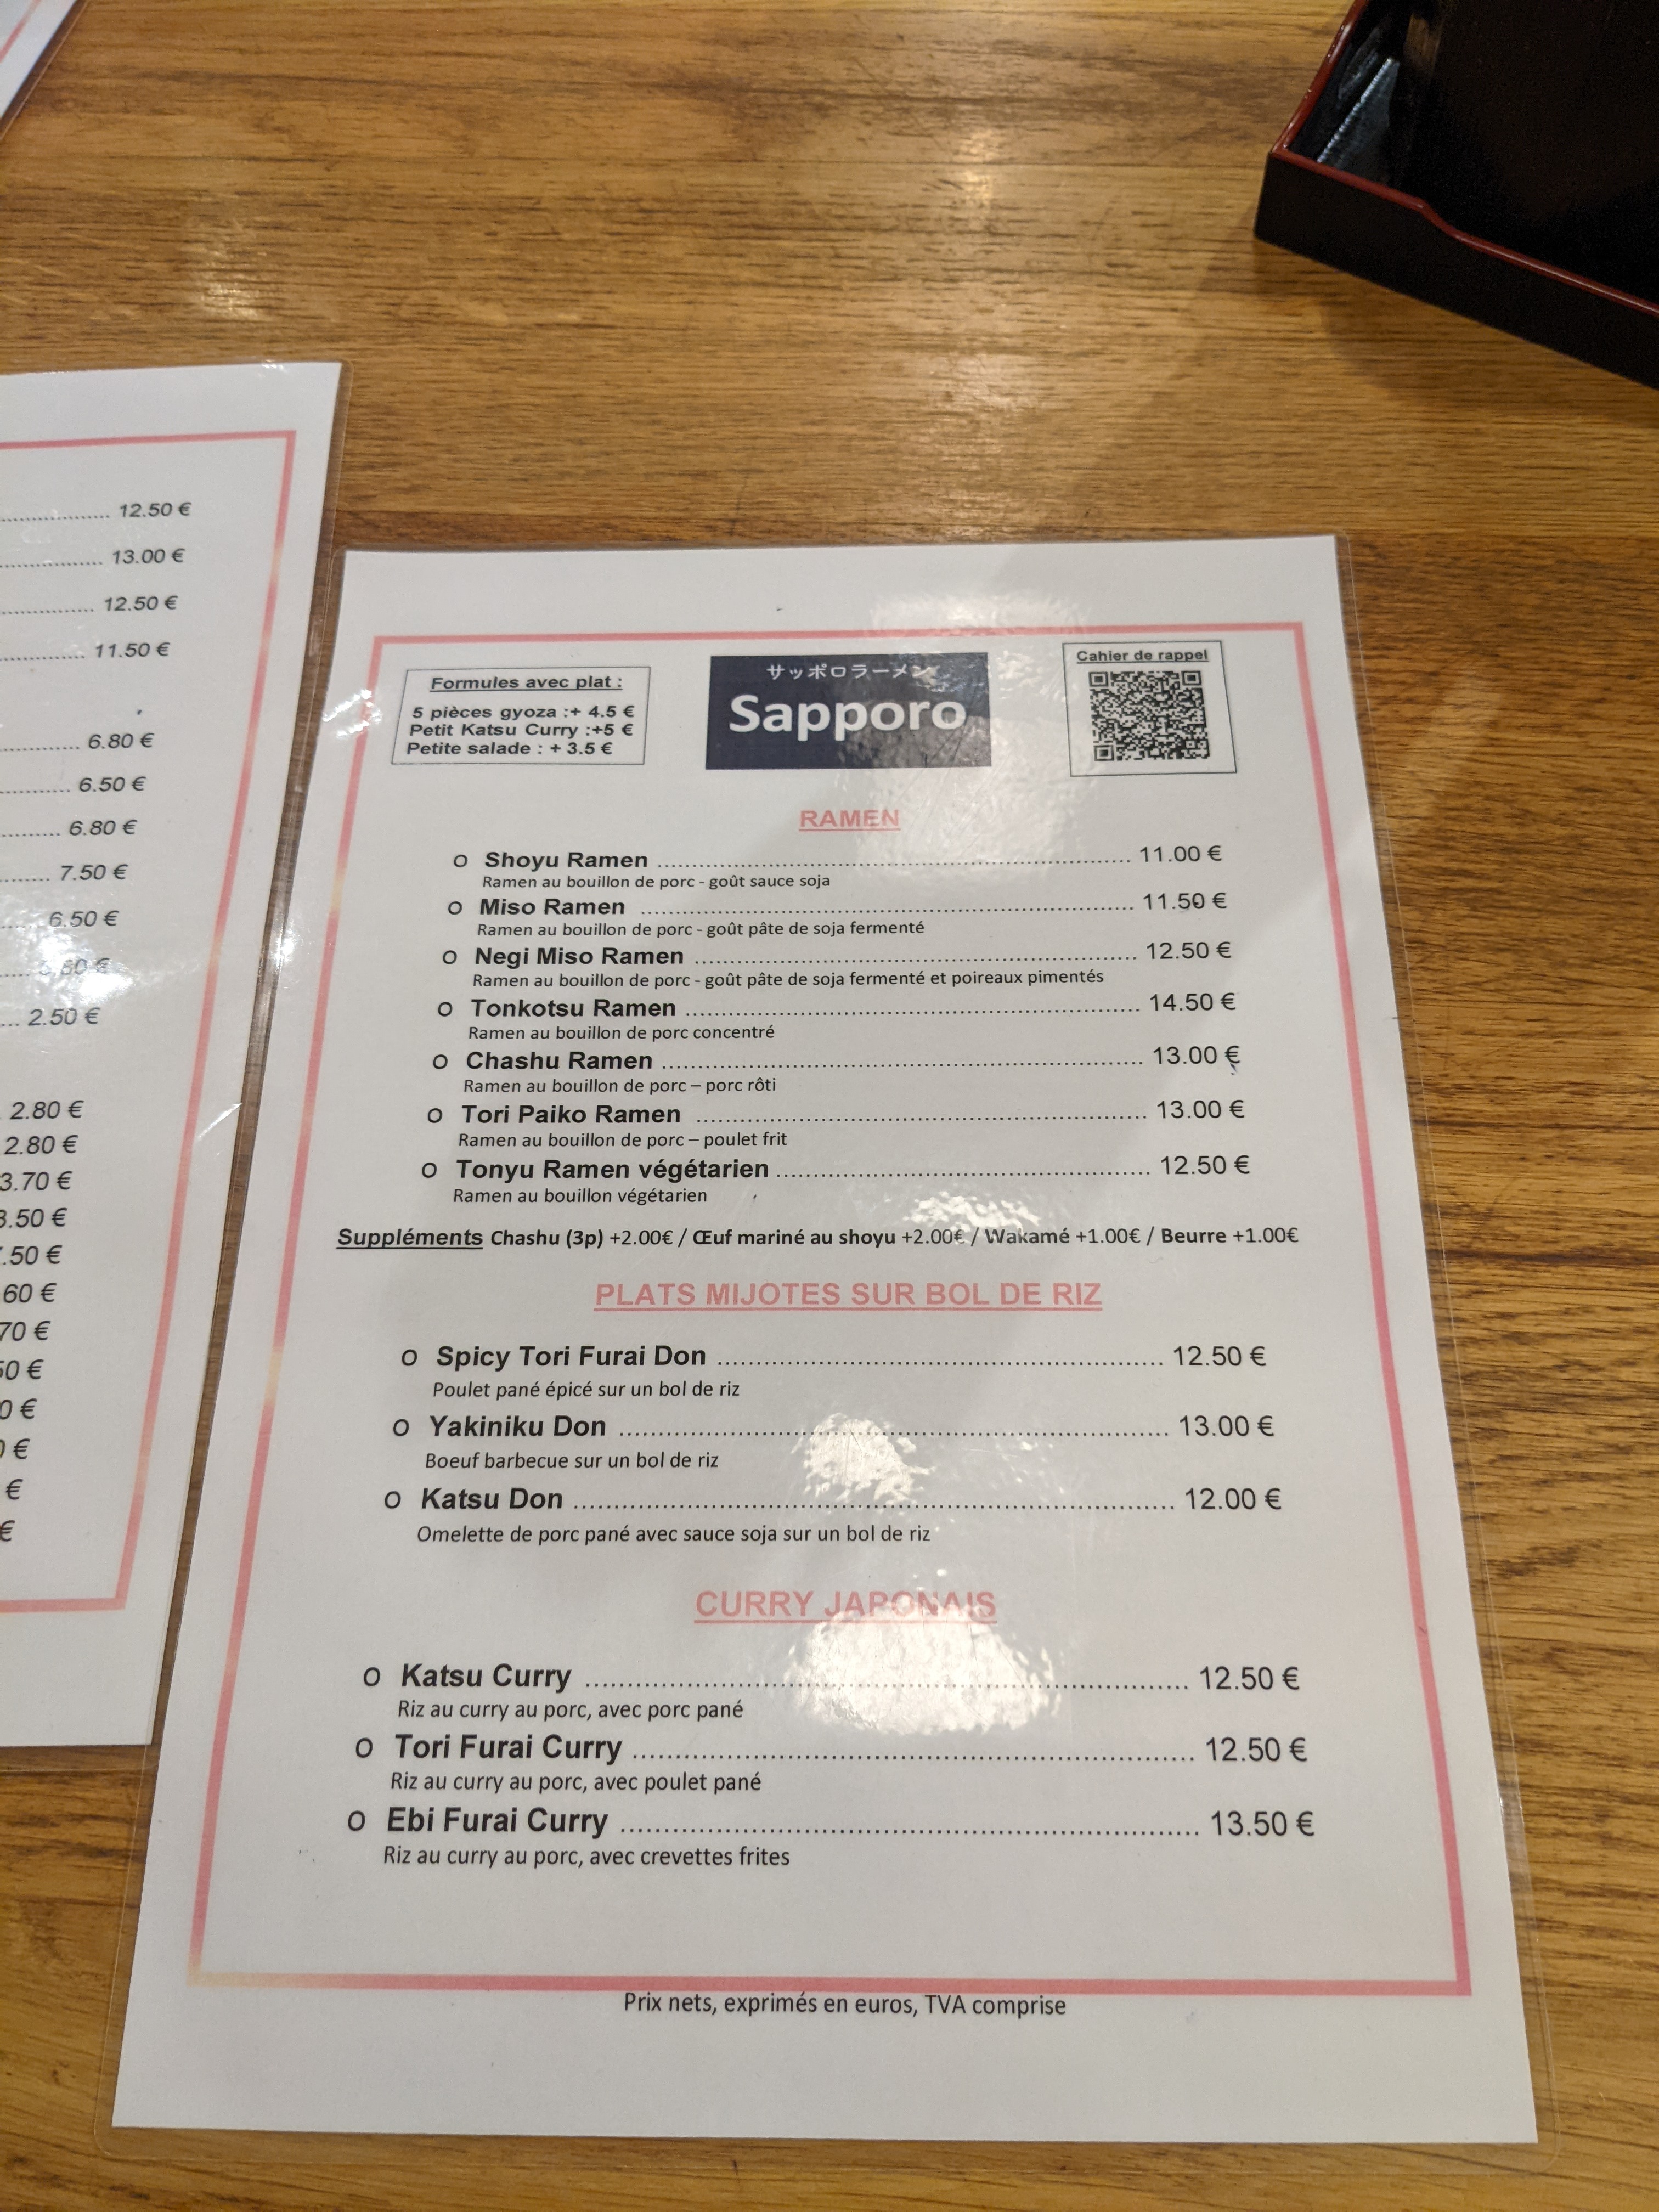 12.50 €
13.00 €
12.50 €
11.50 €
6.80 €
6.50 €
6.80 €
7.50 €
6.50 €
2.50 €
2.80 €
2.80 €
3.70 €
.50 €
.50 €
60 €
70 €
0 €
0 €
€
€
€
Formules avec plat :
5 pièces gyoza :+ 4.5 €
Petit Katsu Curry :+5 €
Petite salade : + 3.5 €
サッポロラーメン
Sapporo
Cahier de rappel
RAMEN
o Shoyu Ramen ........ 11.00 €
Ramen au bouillon de porc - goût sauce soja
o Miso Ramen ........ 11.50 €
Ramen au bouillon de porc - goût pâte de soja fermenté
o Negi Miso Ramen ........ 12.50 €
Ramen au bouillon de porc - goût pâte de soja fermenté et poireaux pimentés
o Tonkotsu Ramen ........ 14.50 €
Ramen au bouillon de porc concentré
o Chashu Ramen ........ 13.00 €
Ramen au bouillon de porc – porc rôti
o Tori Paiko Ramen ........ 13.00 €
Ramen au bouillon de porc – poulet frit
o Tonyu Ramen végétarien ........ 12.50 €
Ramen au bouillon végétarien
Suppléments Chashu (3p) +2.00€ / Œuf mariné au shoyu +2.00€ / Wakamé +1.00€ / Beurre +1.00€
PLATS MIJOTES SUR BOL DE RIZ
o Spicy Tori Furai Don ........ 12.50 €
Poulet pané épicé sur un bol de riz
o Yakiniku Don ........ 13.00 €
Boeuf barbecue sur un bol de riz
o Katsu Don ........ 12.00 €
Omelette de porc pané avec sauce soja sur un bol de riz
CURRY JAPONAIS
o Katsu Curry ........ 12.50 €
Riz au curry au porc, avec porc pané
o Tori Furai Curry ........ 12.50 €
Riz au curry au porc, avec poulet pané
o Ebi Furai Curry ........ 13.50 €
Riz au curry au porc, avec crevettes frites
Prix nets, exprimés en euros, TVA comprise